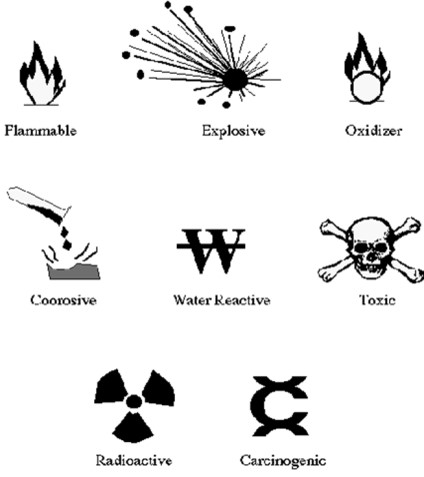 Flammable
Explosive
Oxidizer
Coorosive
W
Water Reactive
Toxic
Radioactive
C
Carcinogenic